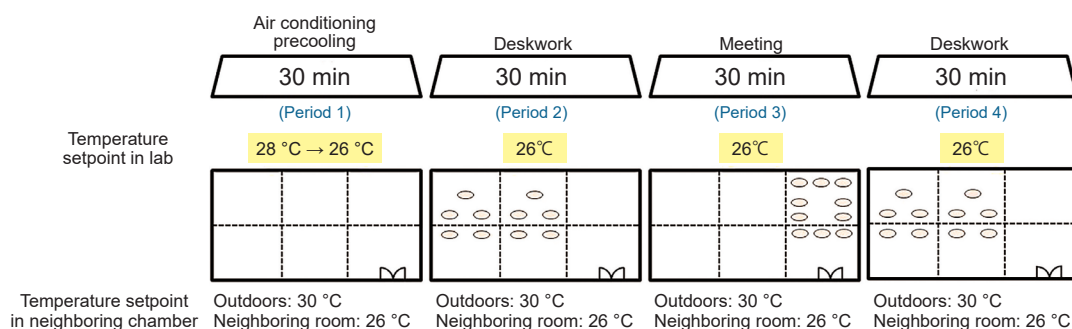 Air conditioning
precooling
Deskwork
Meeting
Deskwork
30 min
30 min
30 min
30 min
(Period 1)
(Period 2)
(Period 3)
(Period 4)
Temperature
setpoint in lab
28 °C → 26 °C
26℃
26℃
26℃
Temperature setpoint
in neighboring chamber
Outdoors: 30 °C
Neighboring room: 26 °C
Outdoors: 30 °C
Neighboring room: 26 °C
Outdoors: 30 °C
Neighboring room: 26 °C
Outdoors: 30 °C
Neighboring room: 26 °C